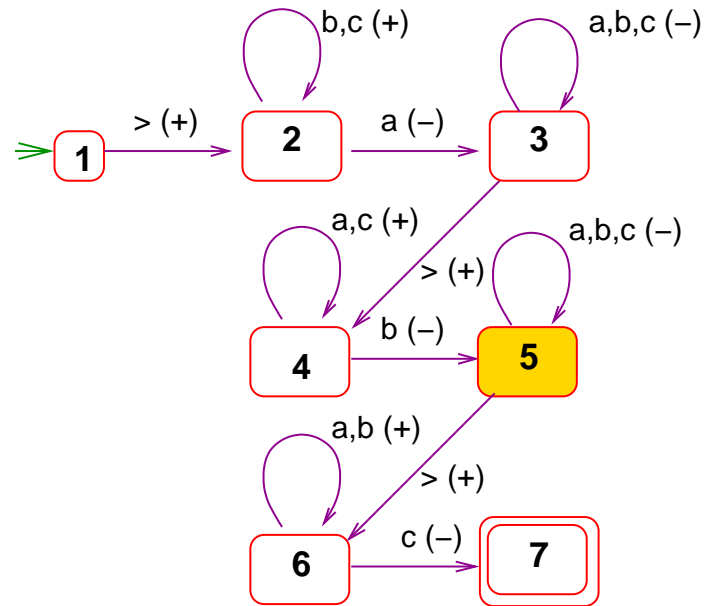 b,c (+)
a,b,c (–)
> (+)
a (–)
1
2
3
a,c (+)
a,b,c (–)
> (+)
b (–)
4
5
a,b (+)
> (+)
c (–)
6
7